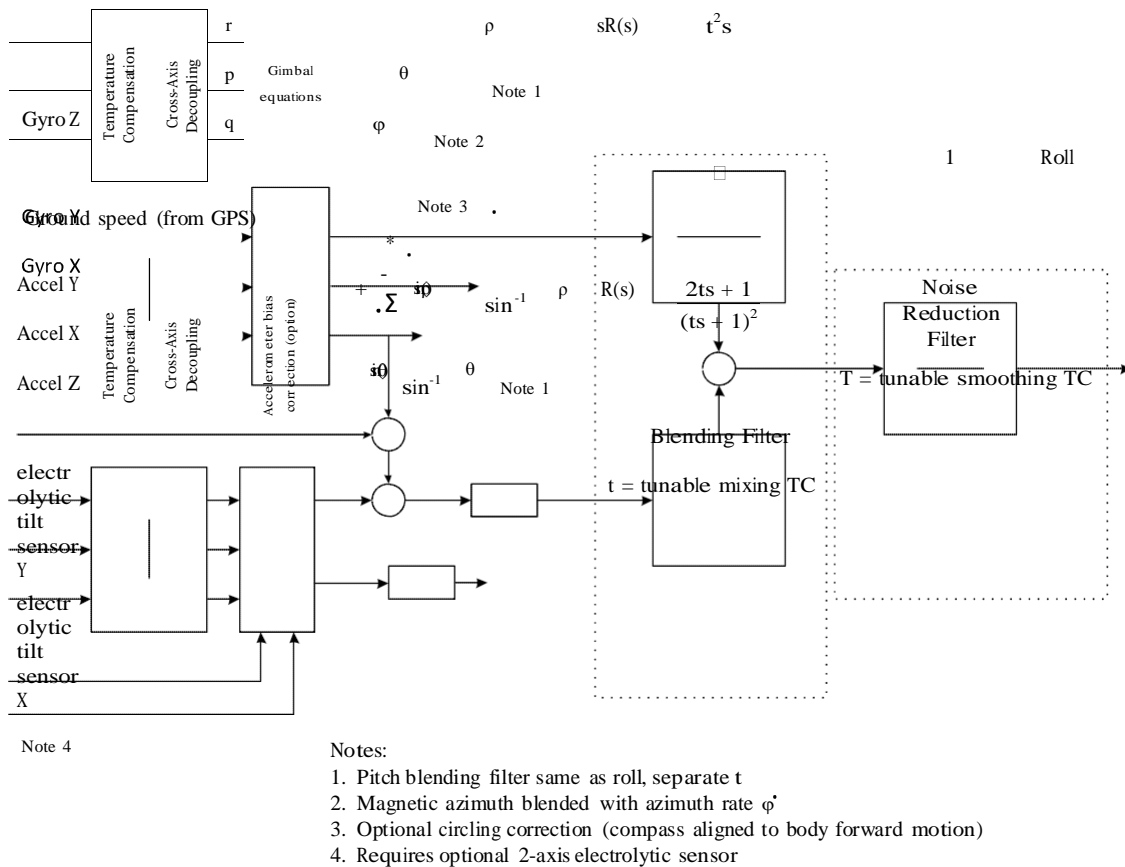 r
ρ
sR(s)
t²s
Temperature
Compensation
Cross-Axis
Decoupling
p
Gimbal
equations
θ
Note 1
Gyro Z
q
φ
Note 2
1
Roll
Ground speed (from GPS)
Gyro Y
Note 3
*
Gyro X
Accel Y
-
+
Σ
sin⁻¹
ρ
R(s)
2ts + 1
(ts + 1)²
Noise
Reduction
Filter
Accel X
Temperature
Compensation
Cross-Axis
Decoupling
Accelerometer bias
correction (option)
Accel Z
sinθ
sin⁻¹
θ
Note 1
T = tunable smoothing TC
Blending Filter
t = tunable mixing TC
electr
olytic
tilt
sensor
Y
electr
olytic
tilt
sensor
X
Note 4
Notes:
1. Pitch blending filter same as roll, separate t
2. Magnetic azimuth blended with azimuth rate φ̇
3. Optional circling correction (compass aligned to body forward motion)
4. Requires optional 2-axis electrolytic sensor